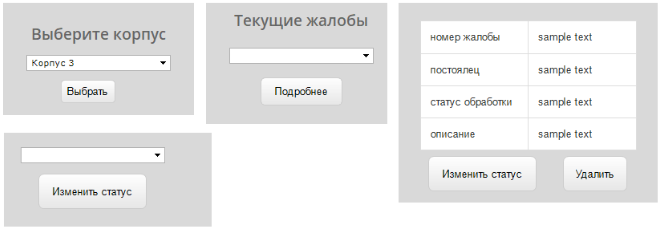 Выберите корпус
Корпус 3
Выбрать
Текущие жалобы
Подробнее
номер жалобы sample text
постоялец sample text
статус обработки sample text
описание sample text
Изменить статус Удалить
Изменить статус